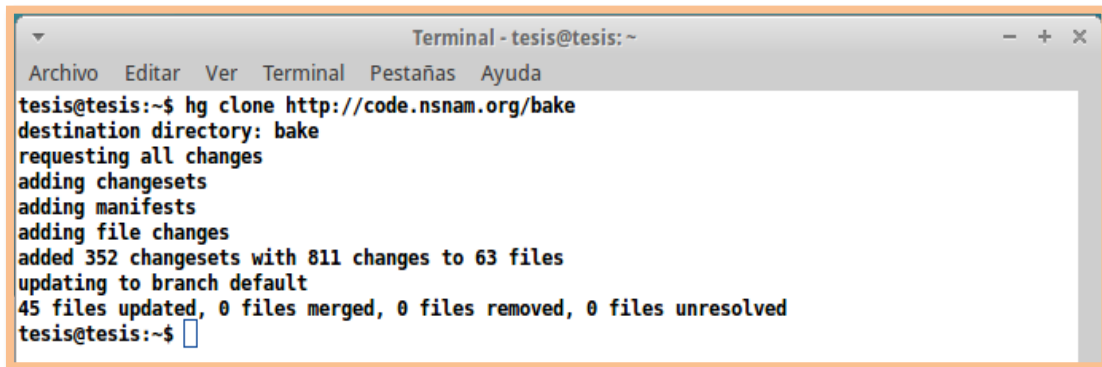 Terminal - tesis@tesis: ~
Archivo Editar Ver Terminal Pestañas Ayuda
tesis@tesis:~$ hg clone http://code.nsnam.org/bake
destination directory: bake
requesting all changes
adding changesets
adding manifests
adding file changes
added 352 changesets with 811 changes to 63 files
updating to branch default
45 files updated, 0 files merged, 0 files removed, 0 files unresolved
tesis@tesis:~$